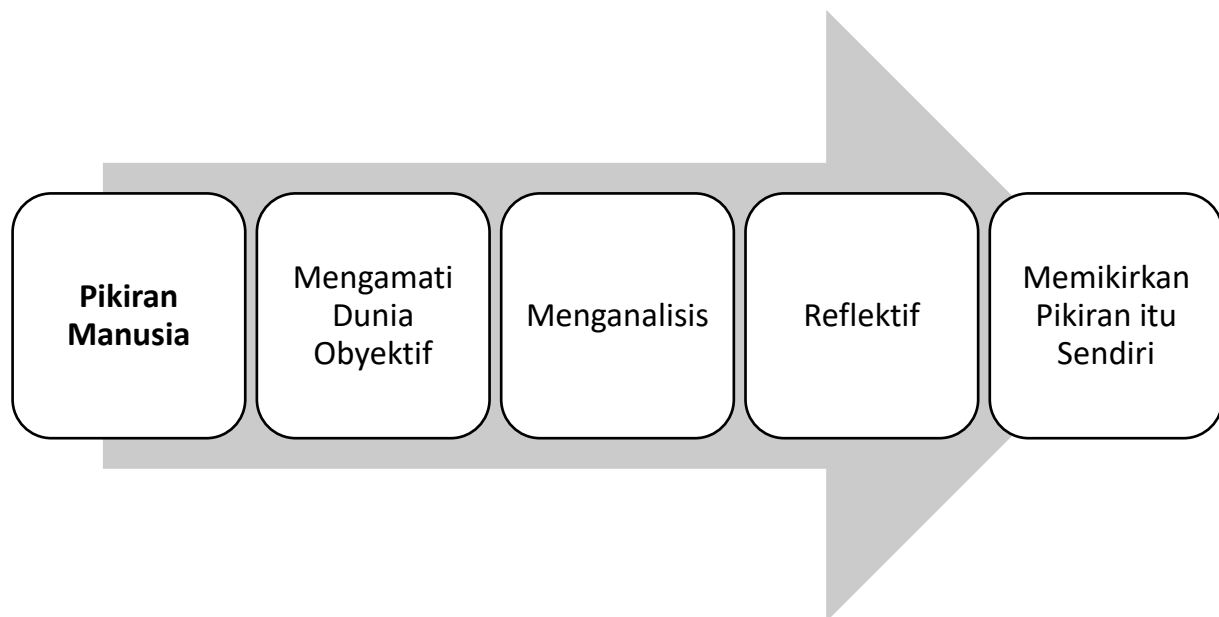 Pikiran
Manusia
Mengamati
Dunia
Obyektif
Menganalisis
Reflektif
Memikirkan
Pikiran itu
Sendiri